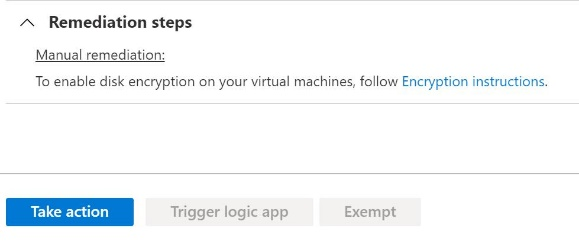 Remediation steps
Manual remediation:
To enable disk encryption on your virtual machines, follow Encryption instructions.
Take action
Trigger logic app
Exempt